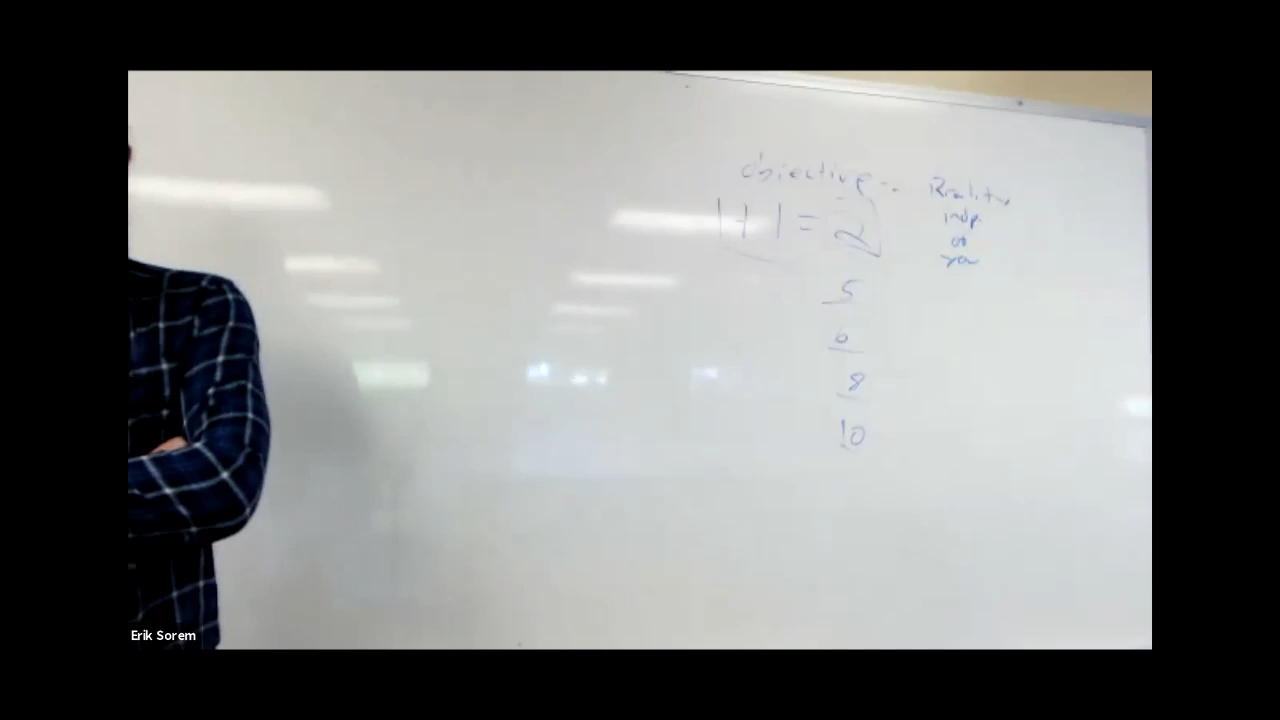 objective.. Reality
1+1 = 2 indp.
of
you
5
6
8
10
Erik Sorem